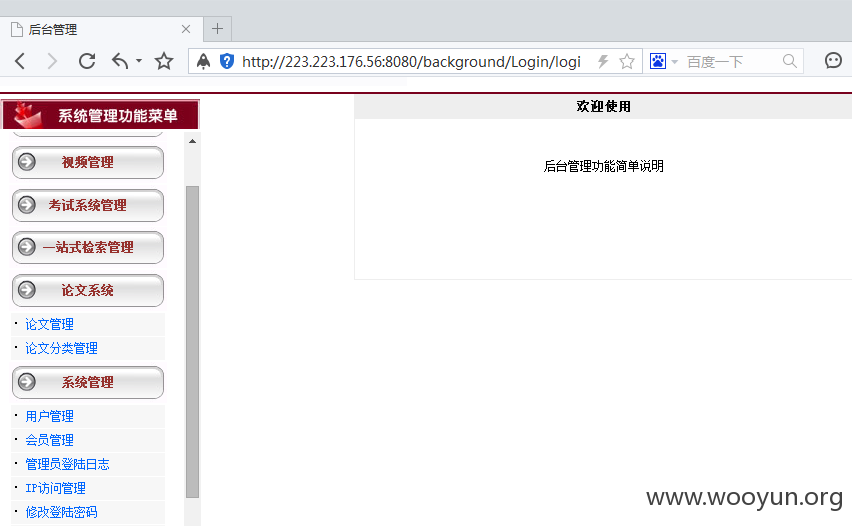 后台管理
http://223.223.176.56:8080/background/Login/logi
百度一下
系统管理功能菜单
欢迎使用
后台管理功能简单说明
视频管理
考试系统管理
一站式检索管理
论文系统
论文管理
论文分类管理
系统管理
用户管理
会员管理
管理员登陆日志
IP访问管理
修改登陆密码
www.wooyun.org